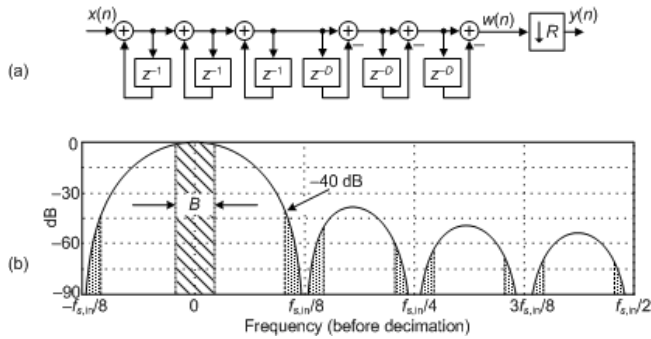 x(n) + + + + + + w(n) ↓ R y(n)
− − −
z⁻¹ z⁻¹ z⁻¹ z⁻ᴰ z⁻ᴰ z⁻ᴰ
(a)
0
−40 dB
−30
B
dB
−60
(b)
−90
−fs,in/8 0 fs,in/8 fs,in/4 3fs,in/8 fs,in/2
Frequency (before decimation)